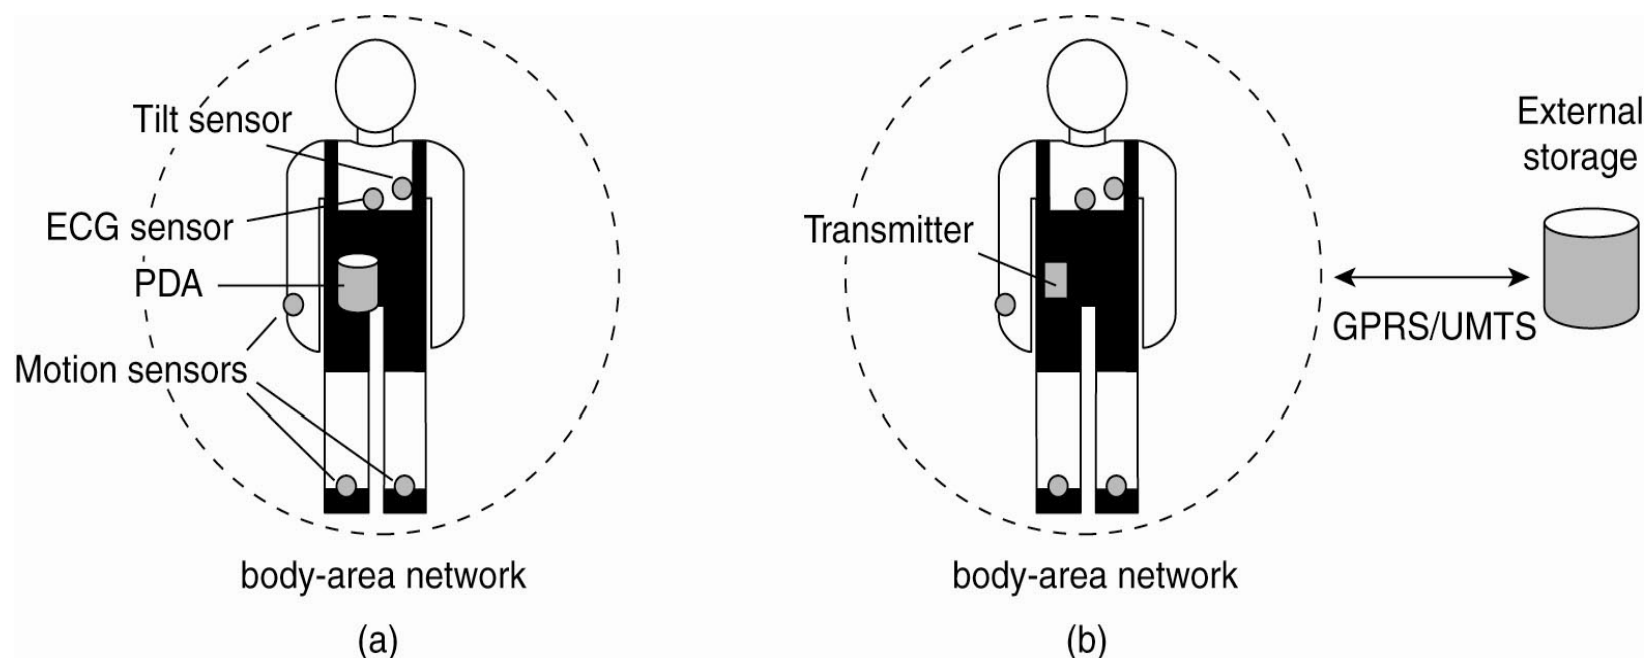 Tilt sensor
ECG sensor
PDA
Motion sensors
body-area network
(a)
Transmitter
External
storage
GPRS/UMTS
body-area network
(b)